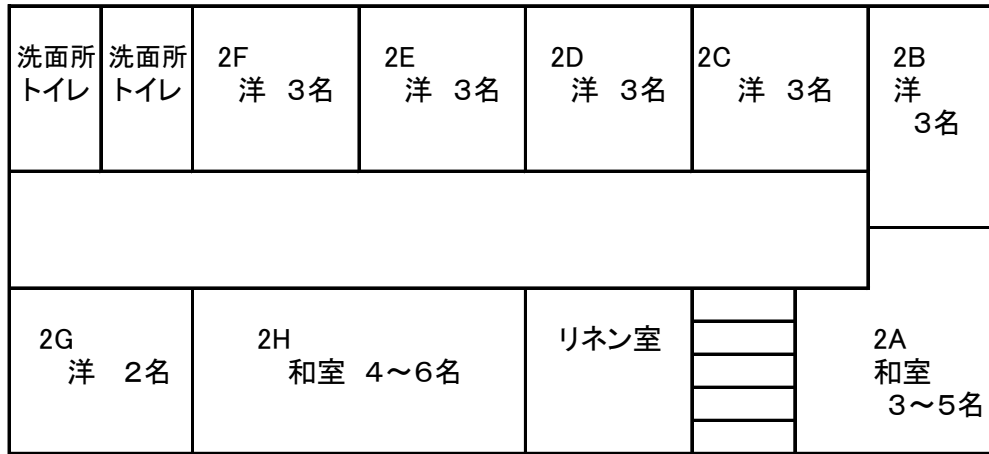 洗面所
トイレ
洗面所
トイレ
2F
洋　3名
2E
洋　3名
2D
洋　3名
2C
洋　3名
2B
洋
3名
2G
洋　2名
2H
和室　4～6名
リネン室
2A
和室
3～5名